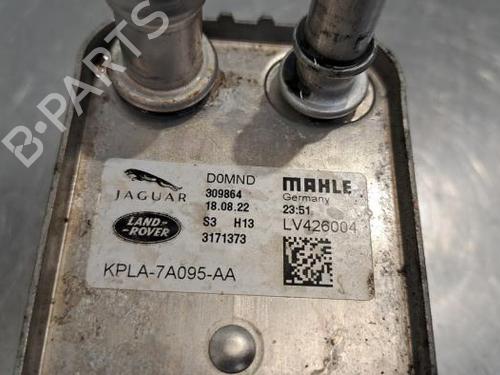 B-PARTS
JAGUAR
LAND-
ROVER
D0MND
309864
18.08.22
S3 H13
3171373
MAHLE
Germany
23:51
LV426004
KPLA-7A095-AA